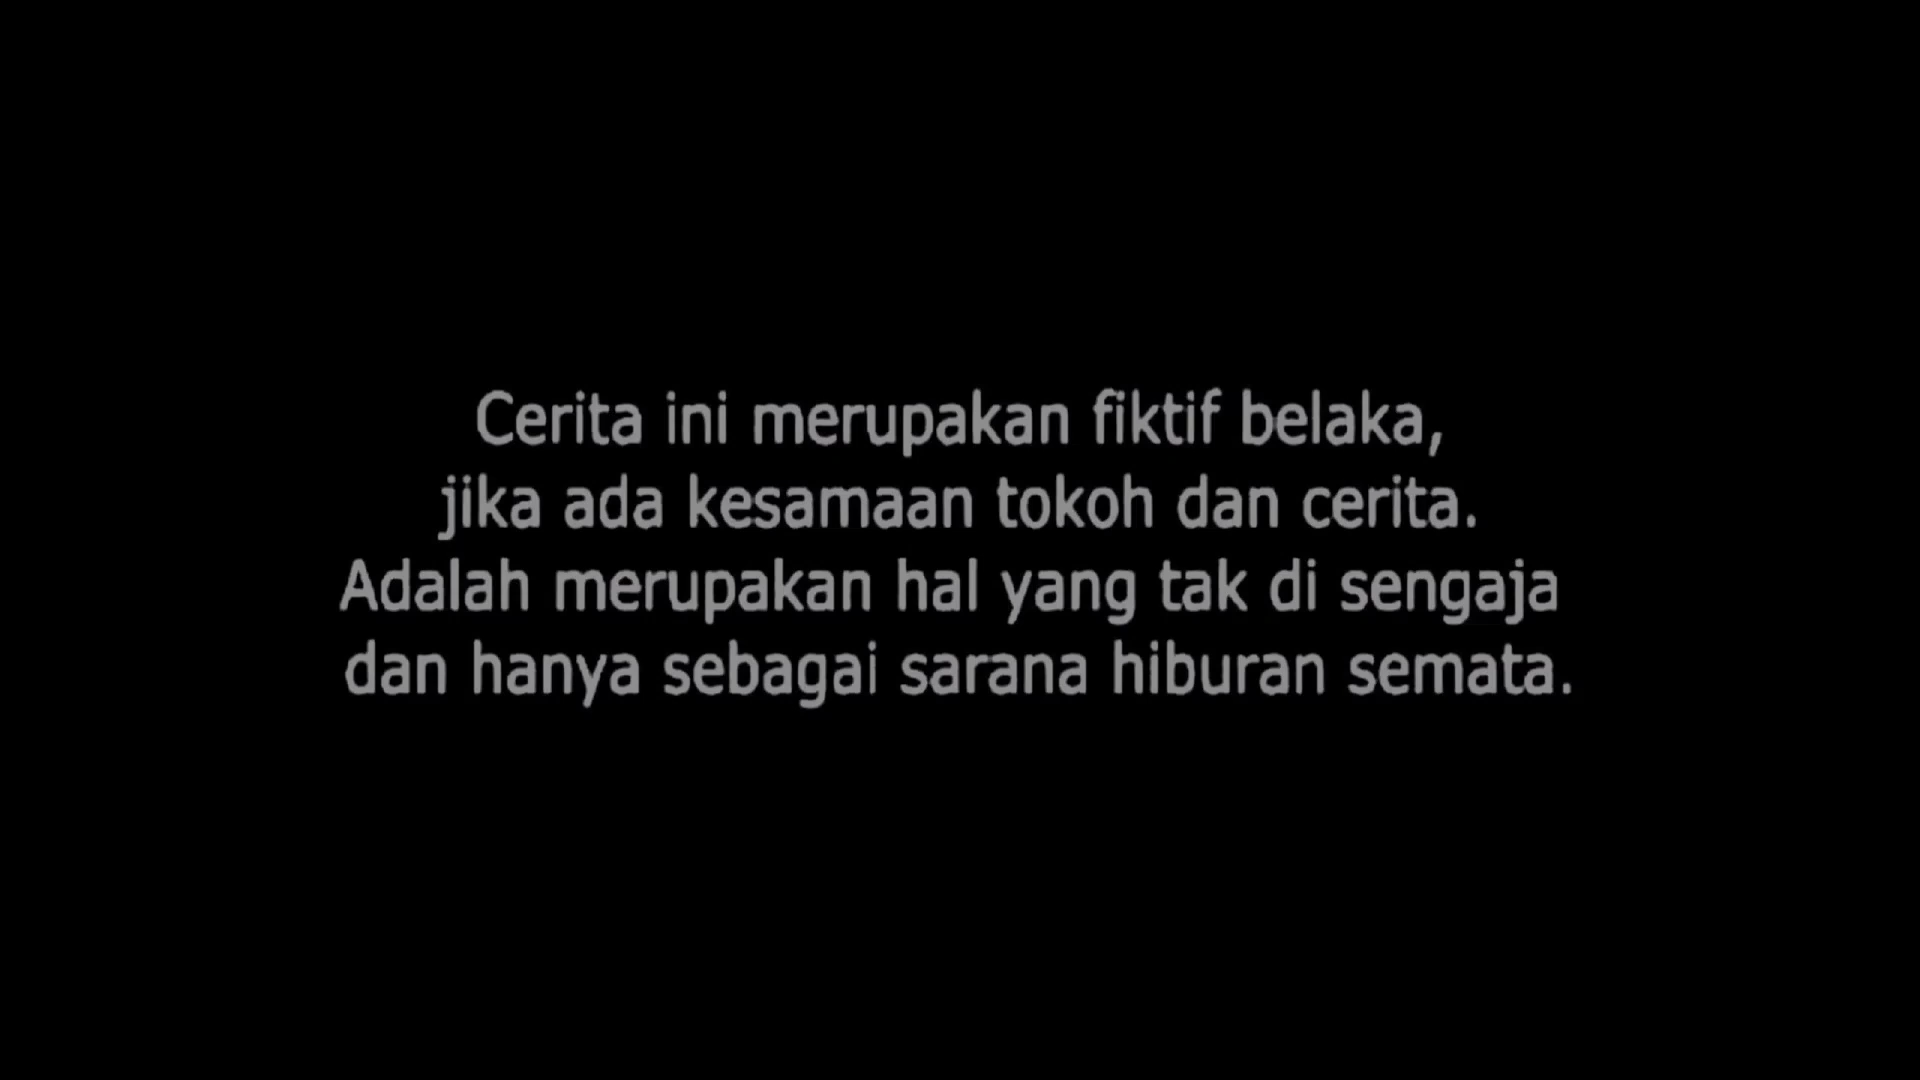 Cerita ini merupakan fiktif belaka,
jika ada kesamaan tokoh dan cerita.
Adalah merupakan hal yang tak di sengaja
dan hanya sebagai sarana hiburan semata.